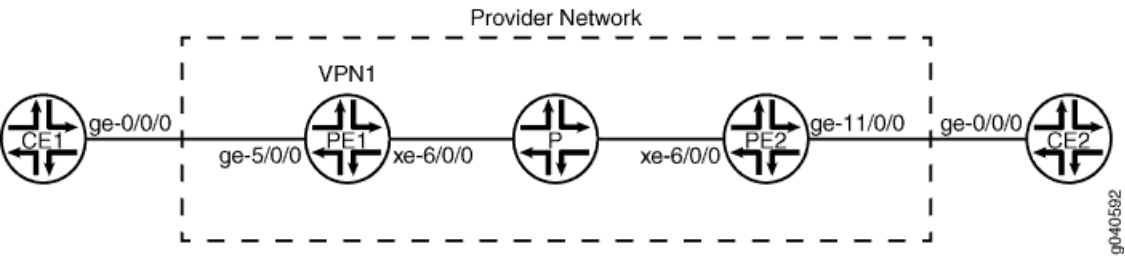 Provider Network
VPN1
CE1
ge-0/0/0
ge-5/0/0
PE1
xe-6/0/0
P
xe-6/0/0
PE2
ge-11/0/0
ge-0/0/0
CE2
g040592